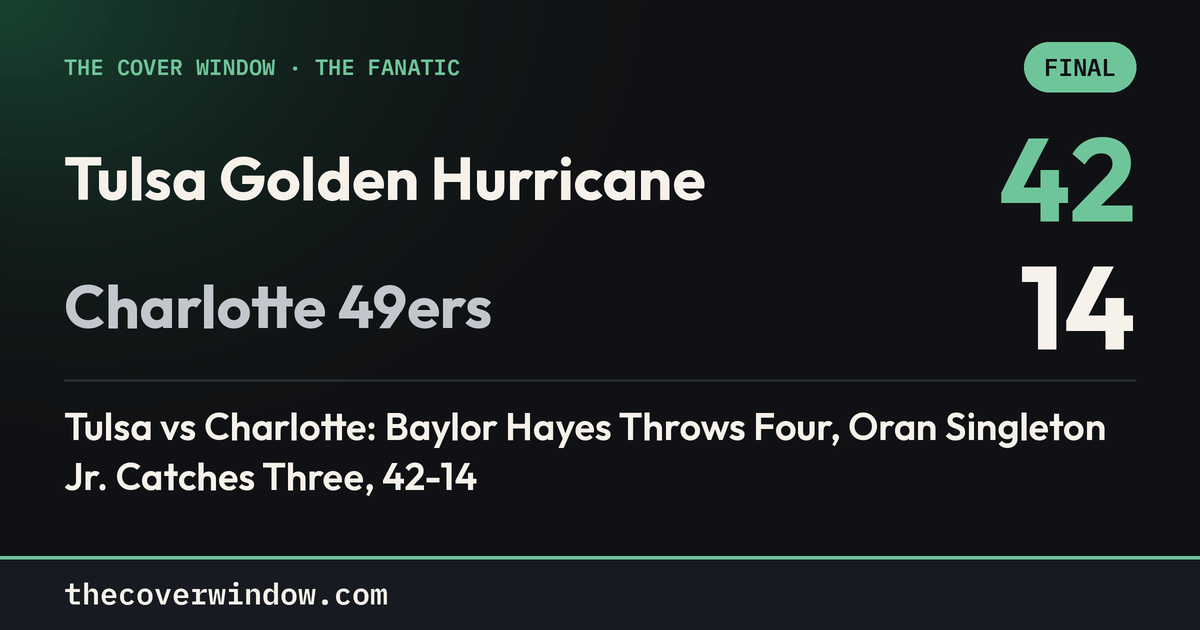 THE COVER WINDOW · THE FANATIC
FINAL
Tulsa Golden Hurricane
42
Charlotte 49ers
14
Tulsa vs Charlotte: Baylor Hayes Throws Four, Oran Singleton
Jr. Catches Three, 42-14
thecoverwindow.com